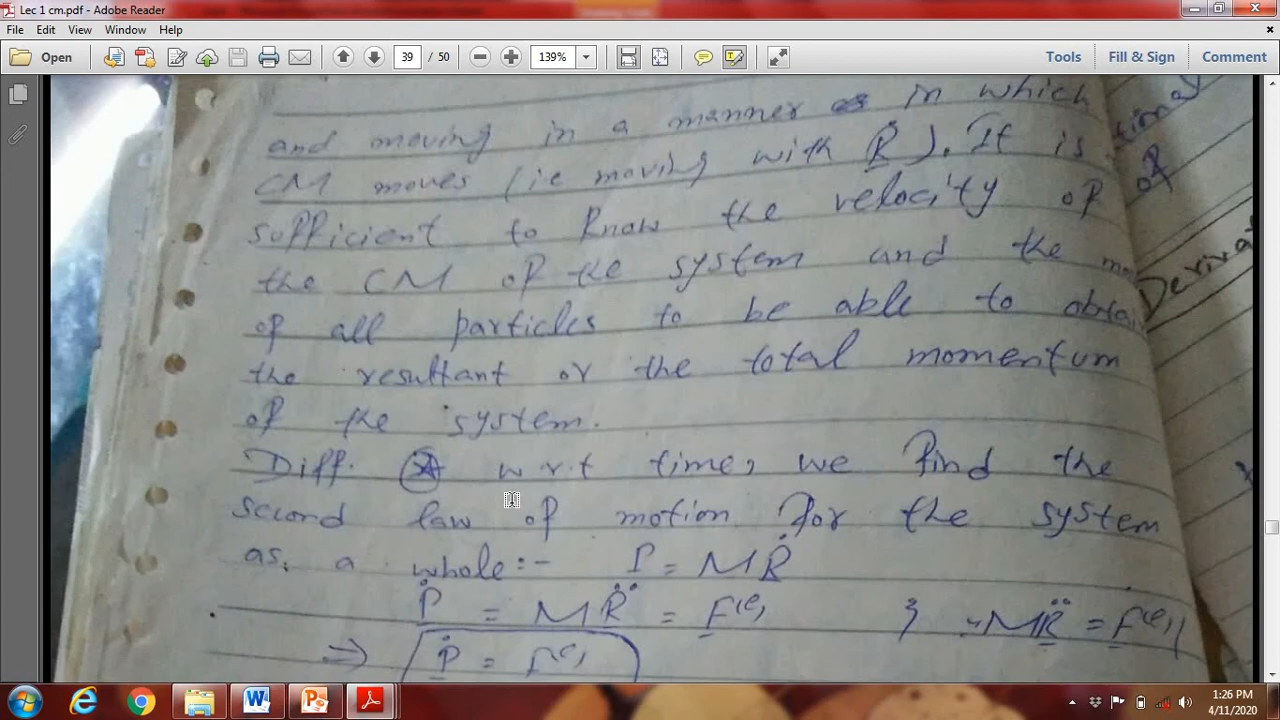 Lec 1 cm.pdf - Adobe Reader
File Edit View Window Help
Open 39 / 50 139% Tools Fill & Sign Comment
and moving in a manner as in which
CM moves (ie moving with Ṙ). It is
sufficient to know the velocity of
the CM of the system and the
of all particles to be able to
the resultant or the total momentum
of the system.
Diff. ⊛ w.r.t time, we find the
second law of motion for the system
as a whole :- P = MṘ
Ṗ = MR̈ = F(e) } ∵ MR̈ = F(e)
⇒ Ṗ = F(e)
tional
of
Derivat
1:26 PM
4/11/2020